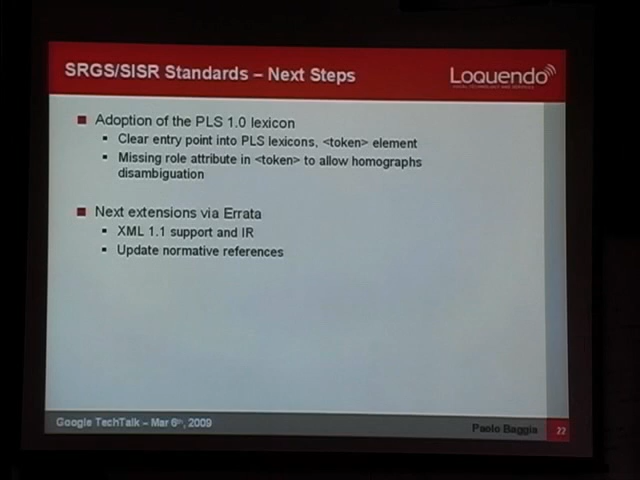 SRGS/SISR Standards – Next Steps
Loquendo
Adoption of the PLS 1.0 lexicon
Clear entry point into PLS lexicons, <token> element
Missing role attribute in <token> to allow homographs
disambiguation
Next extensions via Errata
XML 1.1 support and IR
Update normative references
Google TechTalk – Mar 6th, 2009
Paolo Baggia
22